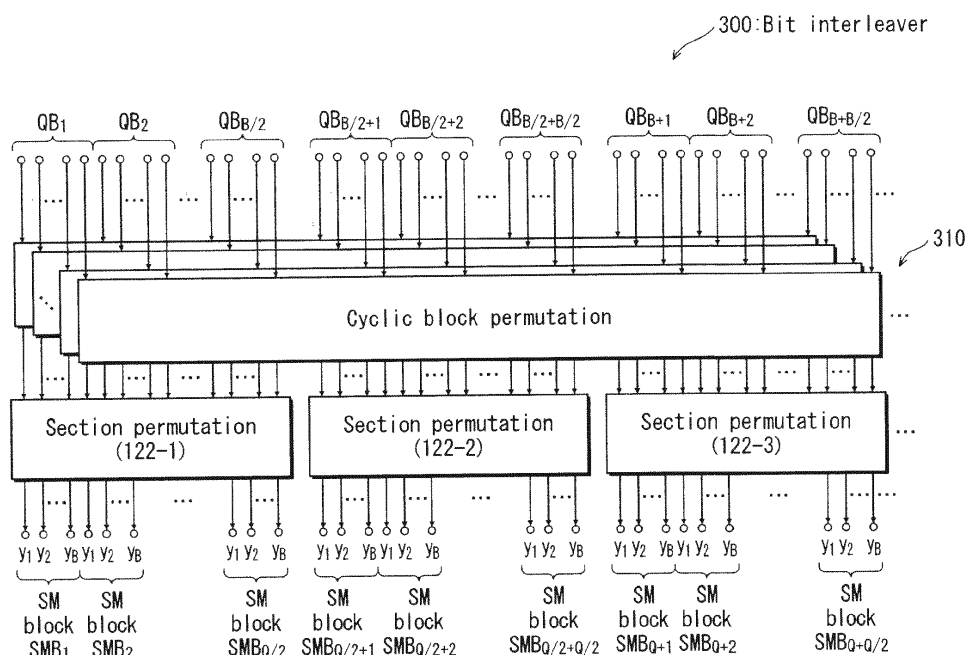 300:Bit interleaver
QB1 QB2 QBB/2 QBB/2+1 QBB/2+2 QBB/2+B/2 QBB+1 QBB+2 QBB+B/2
... ... ... ... ... ... ... ... ...
310
Cyclic block permutation ...
... ... ... ... ... ... ... ...
Section permutation
(122-1)
Section permutation
(122-2)
Section permutation
(122-3)
...
... ... ... ... ... ... ... ... ... ... ... ... ...
y1 y2 yB y1 y2 yB y1 y2 yB y1 y2 yB y1 y2 yB y1 y2 yB y1 y2 yB y1 y2 yB y1 y2 yB
SM SM SM SM SM SM SM SM SM
block block block block block block block block block
SMB1 SMB2 SMBQ/2 SMBQ/2+1 SMBQ/2+2 SMBQ/2+Q/2 SMBQ+1 SMBQ+2 SMBQ+Q/2